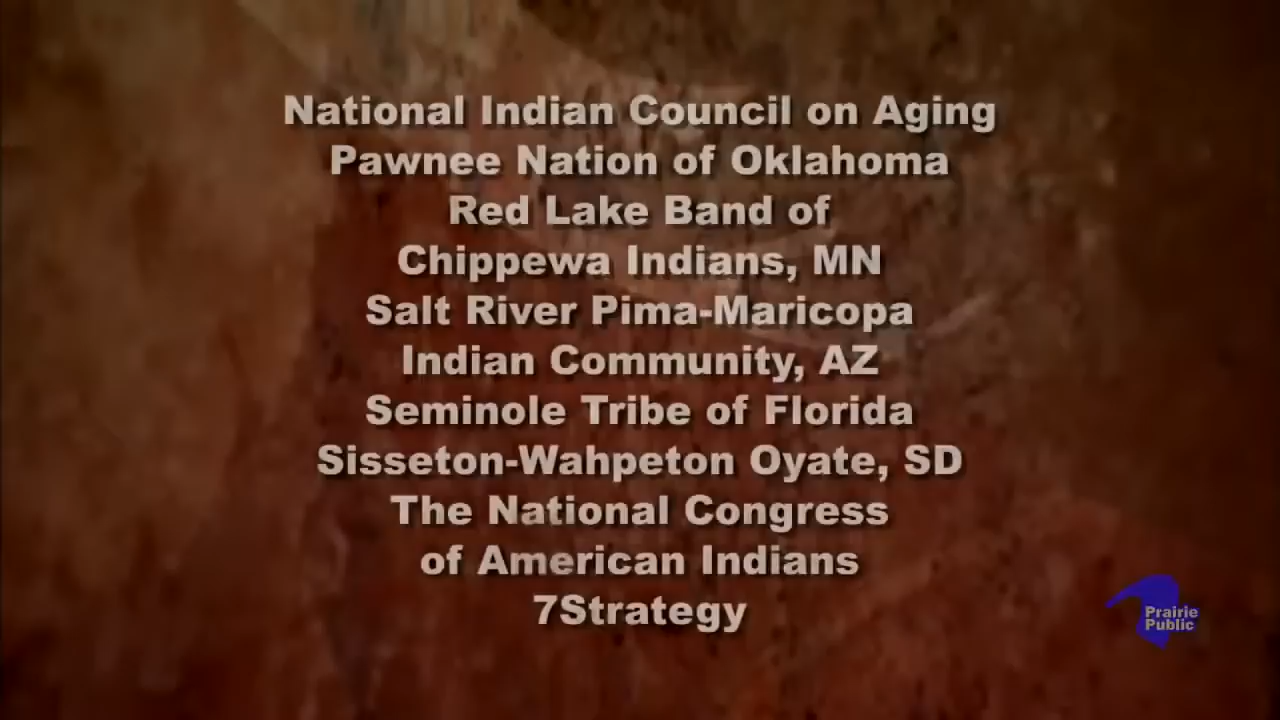 National Indian Council on Aging
Pawnee Nation of Oklahoma
Red Lake Band of
Chippewa Indians, MN
Salt River Pima-Maricopa
Indian Community, AZ
Seminole Tribe of Florida
Sisseton-Wahpeton Oyate, SD
The National Congress
of American Indians
7Strategy
Prairie
Public